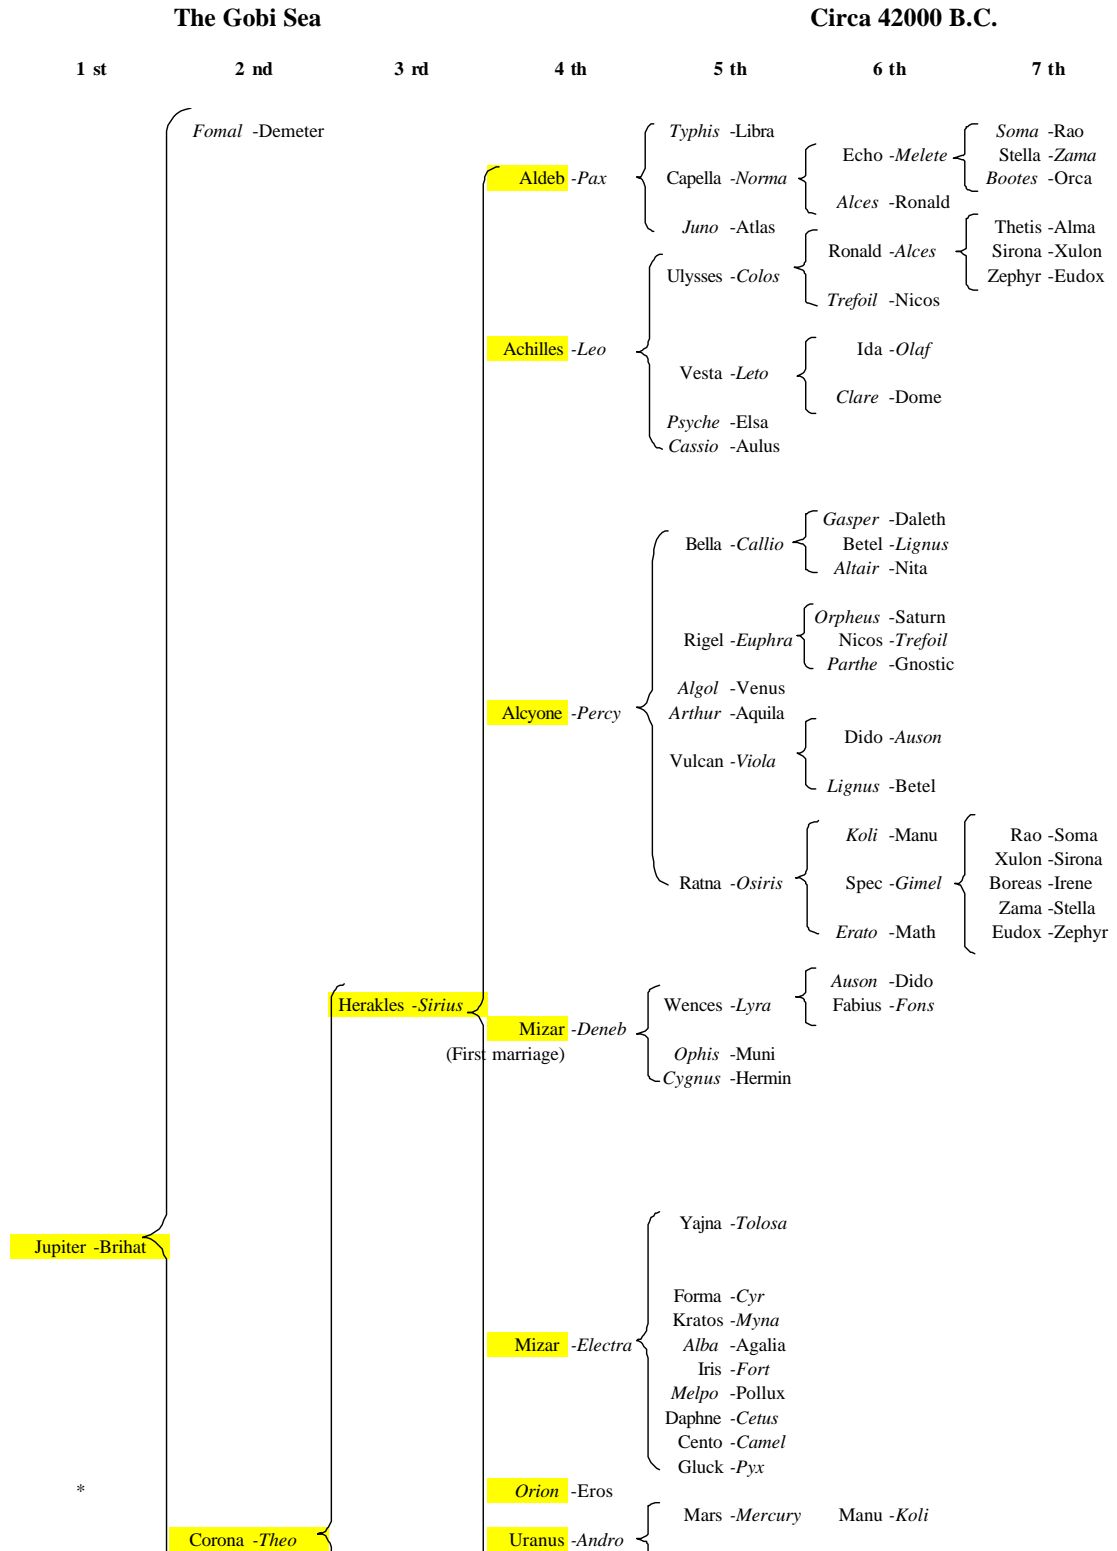 The Gobi Sea Circa 42000 B.C.
1 st 2 nd 3 rd 4 th 5 th 6 th 7 th
Fomal -Demeter Typhis -Libra Soma -Rao
Echo -Melete Stella -Zama
Aldeb -Pax Capella -Norma Bootes -Orca
Alces -Ronald
Juno -Atlas Thetis -Alma
Ronald -Alces Sirona -Xulon
Ulysses -Colos Zephyr -Eudox
Trefoil -Nicos
Achilles -Leo Ida -Olaf
Vesta -Leto
Clare -Dome
Psyche -Elsa
Cassio -Aulus
Gasper -Daleth
Bella -Callio Betel -Lignus
Altair -Nita
Orpheus -Saturn
Rigel -Euphra Nicos -Trefoil
Parthe -Gnostic
Algol -Venus
Alcyone -Percy Arthur -Aquila
Dido -Auson
Vulcan -Viola
Lignus -Betel
Koli -Manu Rao -Soma
Xulon -Sirona
Ratna -Osiris Spec -Gimel Boreas -Irene
Zama -Stella
Erato -Math Eudox -Zephyr
Auson -Dido
Herakles -Sirius Wences -Lyra Fabius -Fons
Mizar -Deneb
(First marriage) Ophis -Muni
Cygnus -Hermin
Yajna -Tolosa
Jupiter -Brihat
Forma -Cyr
Kratos -Myna
Mizar -Electra Alba -Agalia
Iris -Fort
Melpo -Pollux
Daphne -Cetus
Cento -Camel
Gluck -Pyx
* Orion -Eros
Mars -Mercury Manu -Koli
Corona -Theo Uranus -Andro